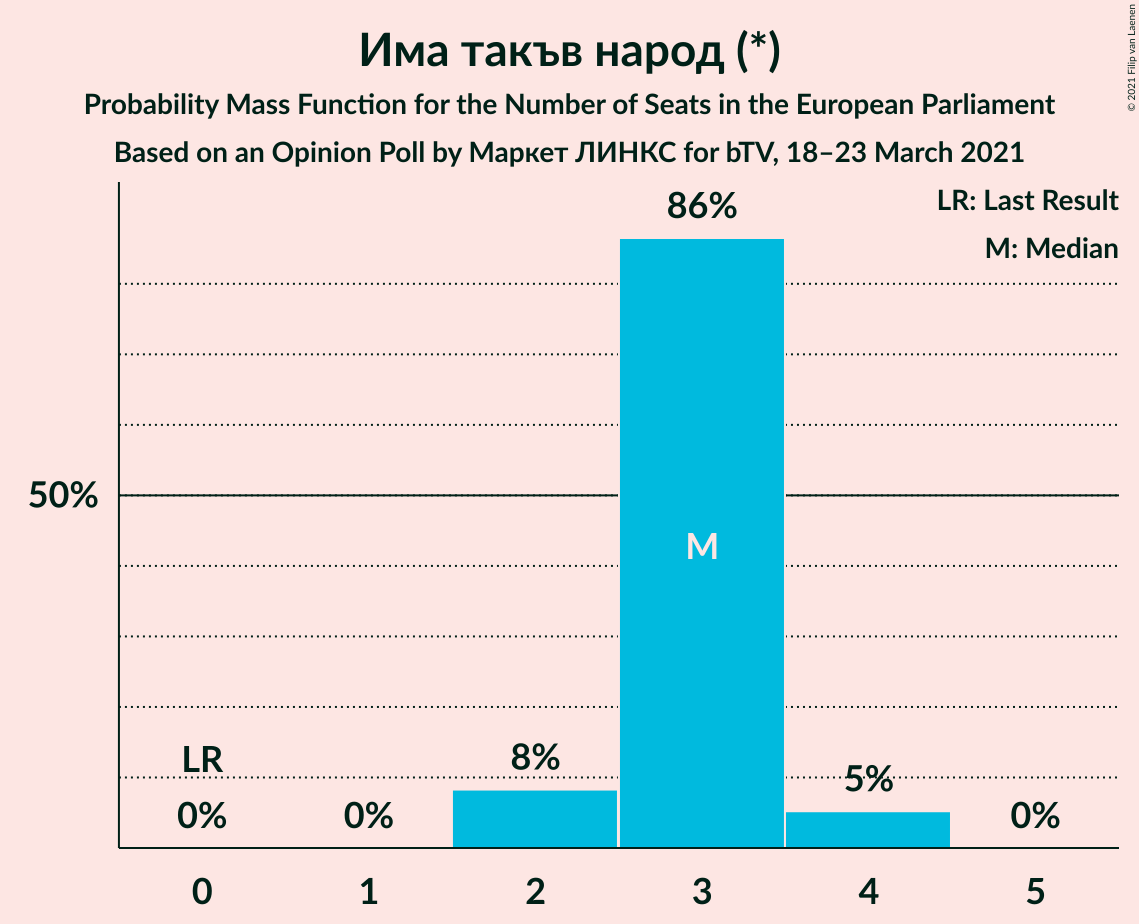 Има такъв народ (*)
Probability Mass Function for the Number of Seats in the European Parliament
Based on an Opinion Poll by Маркет ЛИНКС for bTV, 18–23 March 2021
© 2021 Filip van Laenen
LR: Last Result
M: Median
86%
50%
M
LR
0%
0%
8%
5%
0%
0
1
2
3
4
5